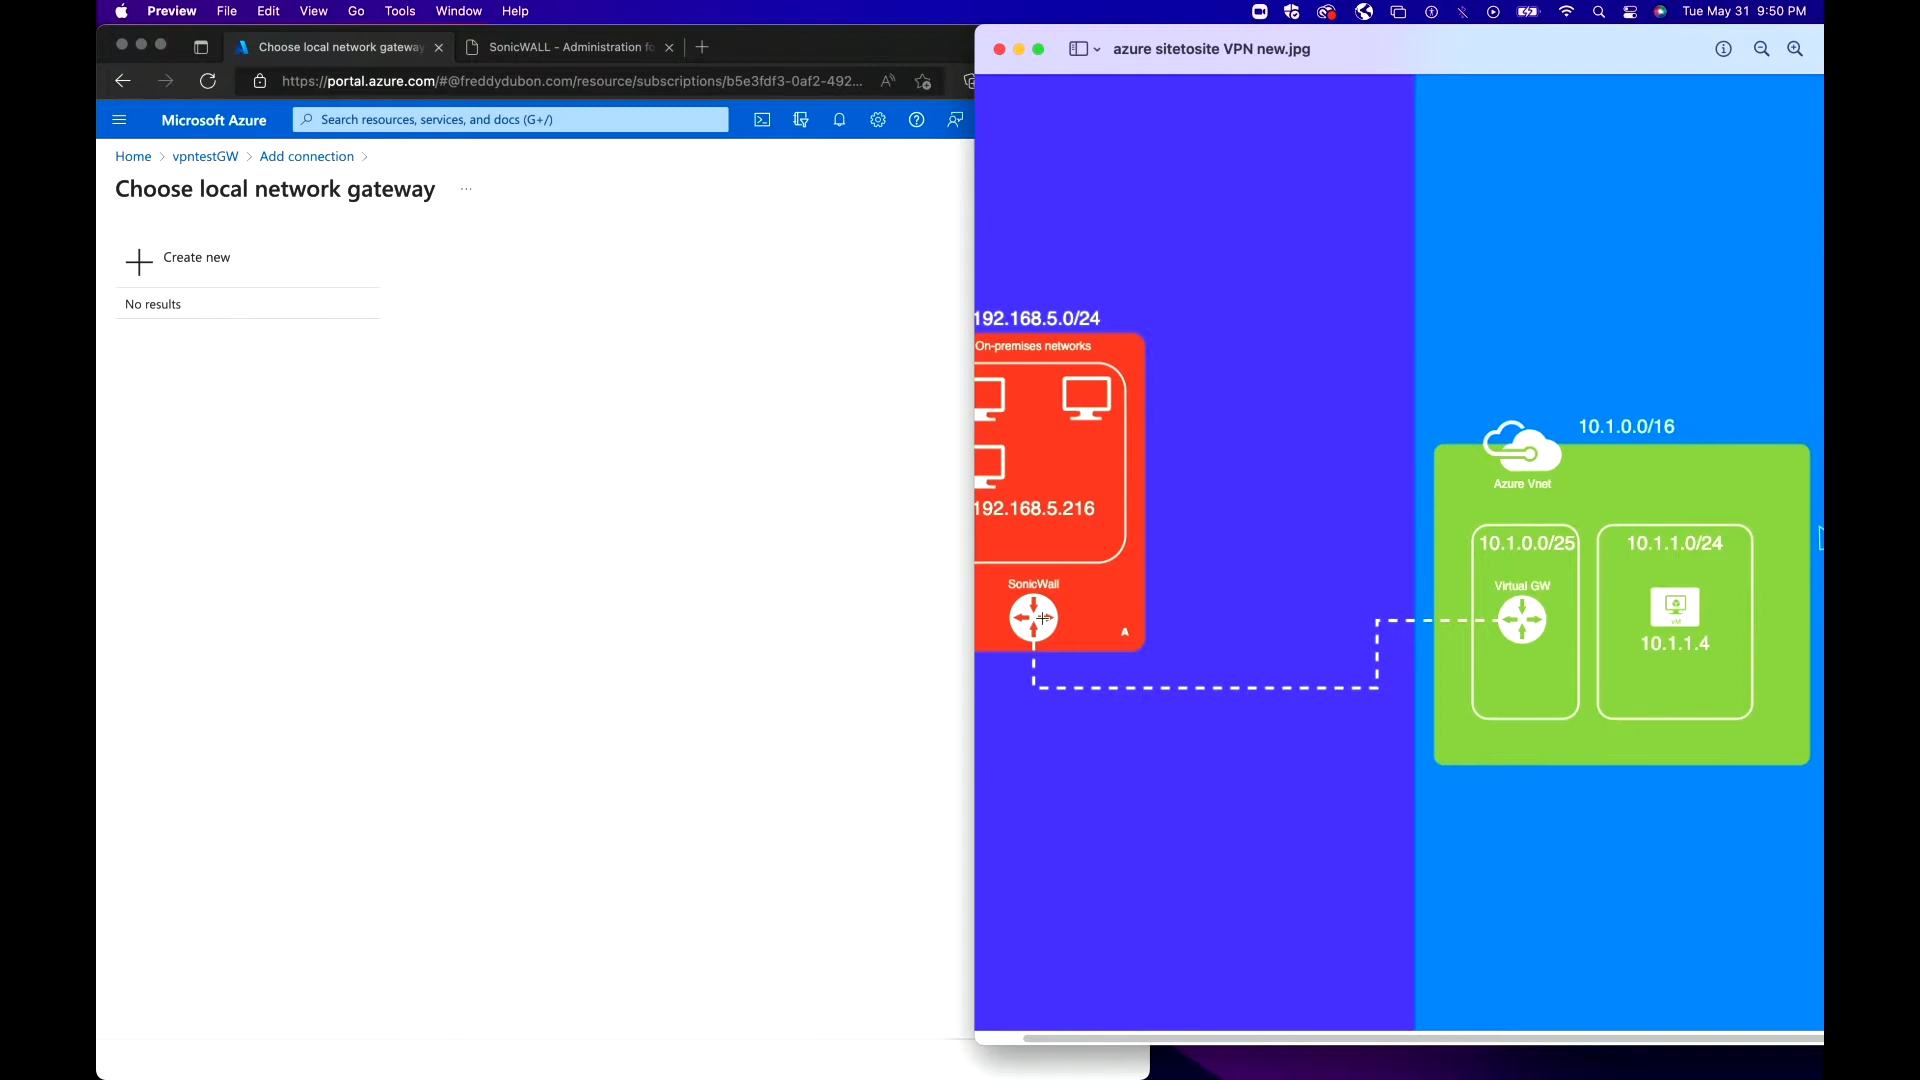 Preview File Edit View Go Tools Window Help
Tue May 31 9:50 PM
Choose local network gateway
SonicWALL - Administration fo
azure sitetosite VPN new.jpg
https://portal.azure.com/#@freddydubon.com/resource/subscriptions/b5e3fdf3-0af2-492...
Microsoft Azure
Search resources, services, and docs (G+/)
Home > vpntestGW > Add connection >
Choose local network gateway ...
Create new
No results
192.168.5.0/24
On-premises networks
192.168.5.216
SonicWall
A
10.1.0.0/16
Azure Vnet
10.1.0.0/25
Virtual GW
10.1.1.0/24
VM
10.1.1.4